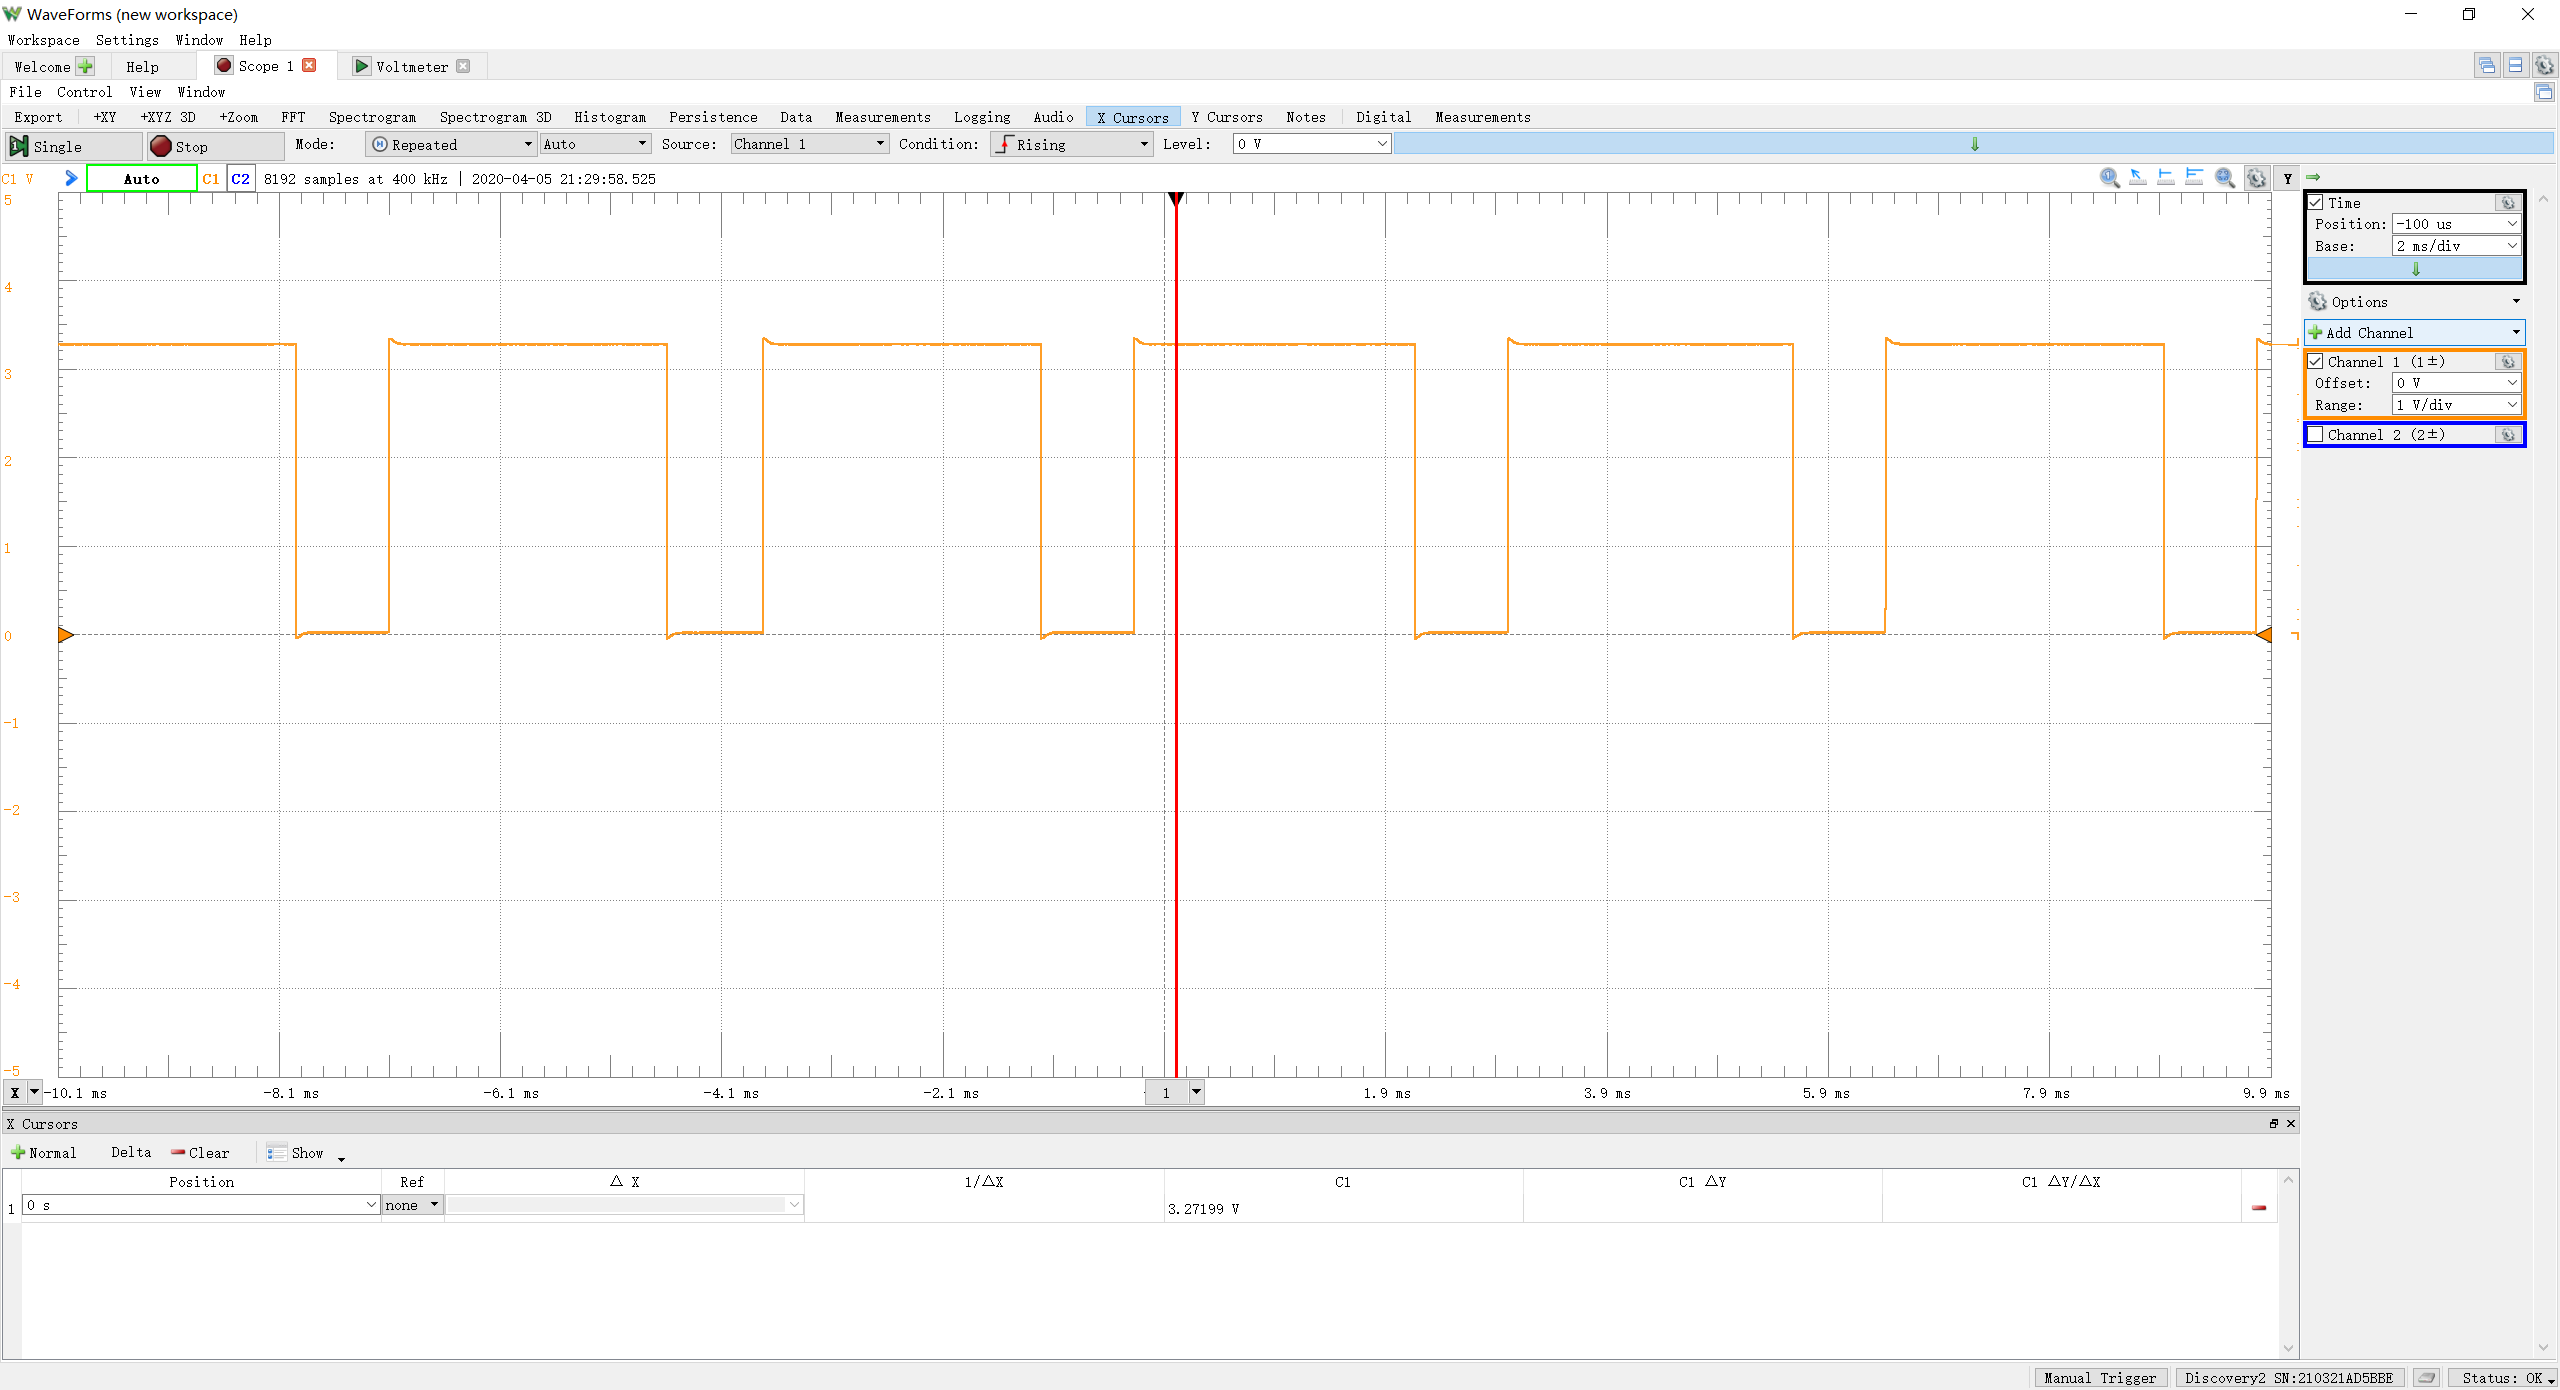 WaveForms (new workspace)
Workspace Settings Window Help
Welcome Help Scope 1 Voltmeter
File Control View Window
Export +XY +XYZ 3D +Zoom FFT Spectrogram Spectrogram 3D Histogram Persistence Data Measurements Logging Audio X Cursors Y Cursors Notes Digital Measurements
Single Stop Mode: Repeated Auto Source: Channel 1 Condition: Rising Level: 0 V
C1 V Auto C1 C2 8192 samples at 400 kHz | 2020-04-05 21:29:58.525 Y
5
4
3
2
1
0
-1
-2
-3
-4
-5
Time
Position: -100 us
Base: 2 ms/div
Options
Add Channel
Channel 1 (1±)
Offset: 0 V
Range: 1 V/div
Channel 2 (2±)
X -10.1 ms -8.1 ms -6.1 ms -4.1 ms -2.1 ms 1 1.9 ms 3.9 ms 5.9 ms 7.9 ms 9.9 ms
X Cursors
Normal Delta Clear Show
Position Ref △ X 1/△X C1 C1 △Y C1 △Y/△X
1 0 s none 3.27199 V
Manual Trigger Discovery2 SN:210321AD5BBE Status: OK